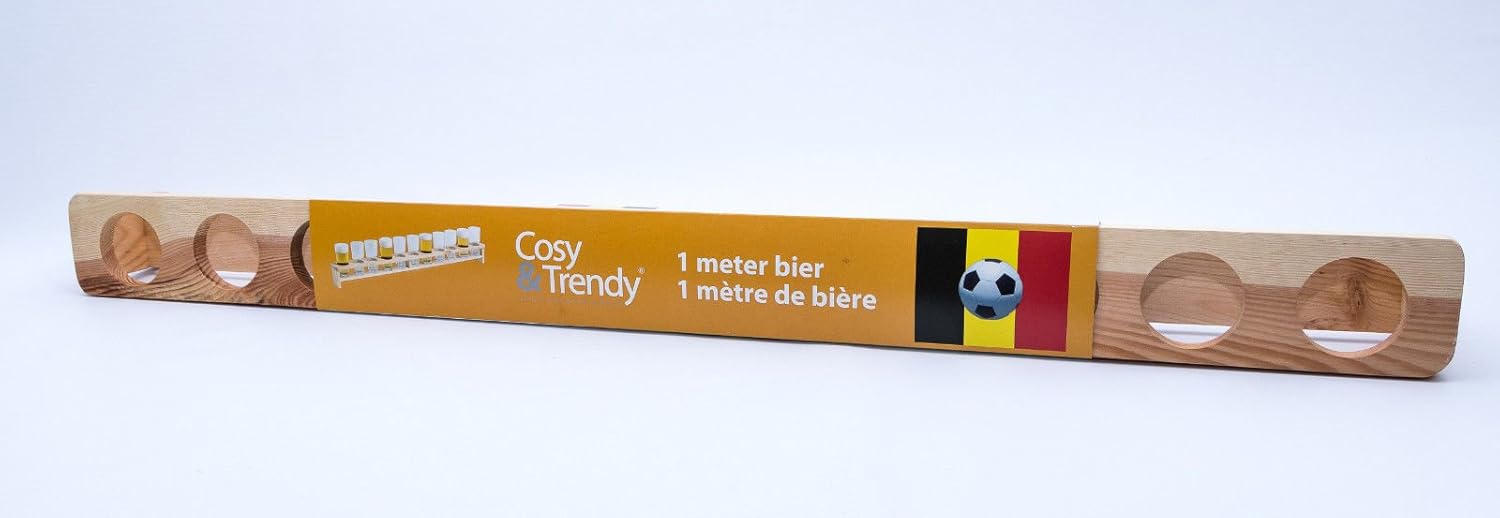 Cosy
& Trendy®
1 meter bier
1 mètre de bière